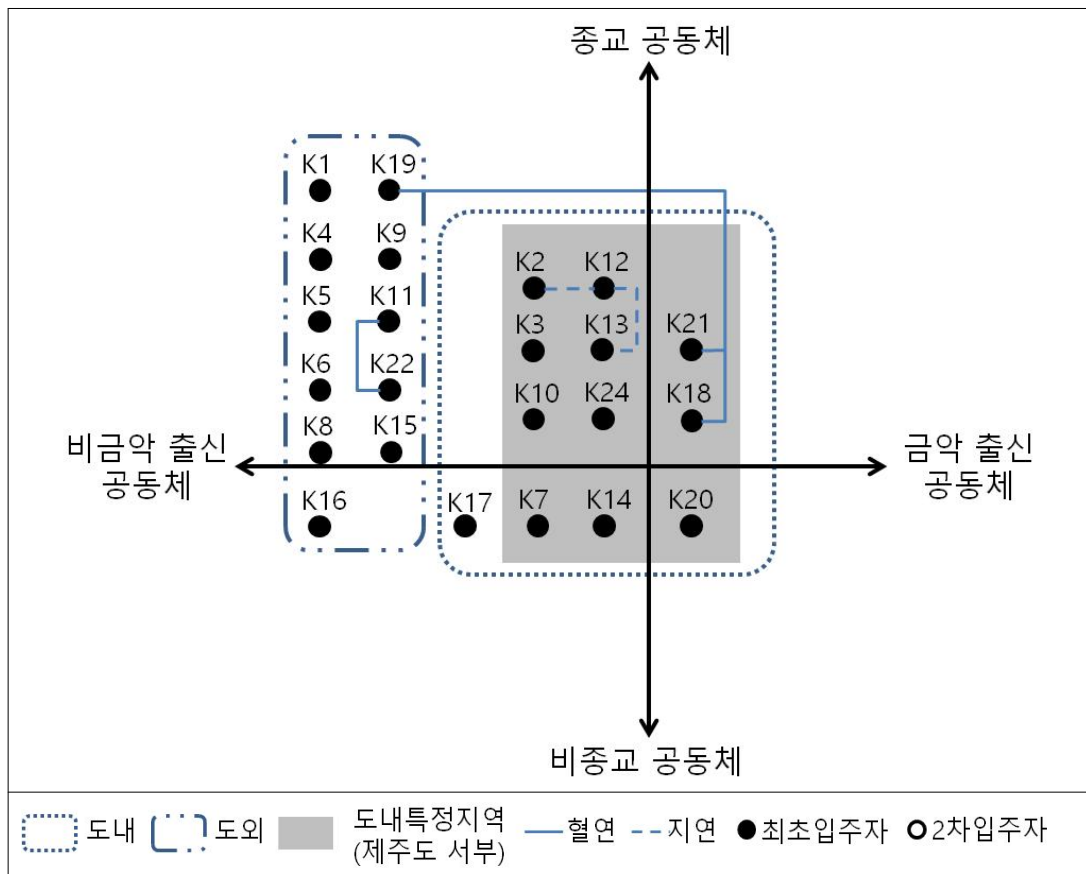 종교 공동체
K1 K19
K4 K9
K2 K12
K5 K11
K3 K13 K21
K6 K22
K10 K24 K18
K8 K15
비금악 출신
공동체
금악 출신
공동체
K16 K17 K7 K14 K20
비종교 공동체
도내 도외 도내특정지역
(제주도 서부)
혈연 지연 최초입주자 2차입주자